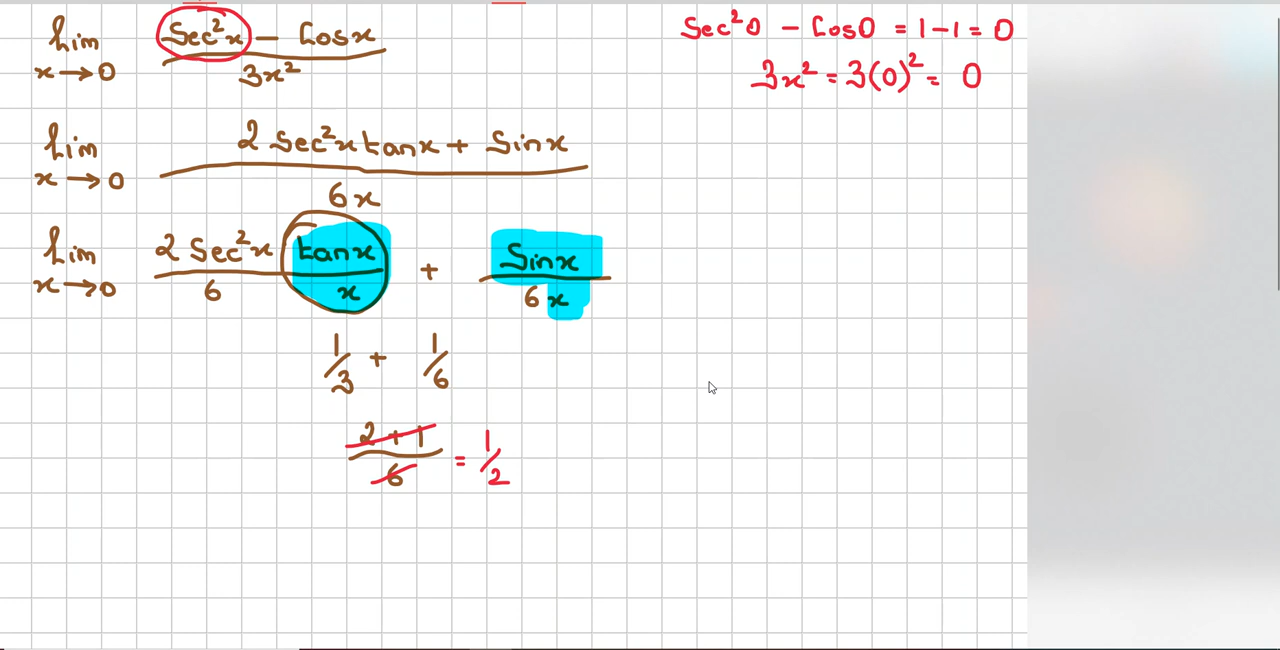 lim x→0 (Sec²x − Cosx)/(3x²)
Sec²0 − Cos0 = 1−1 = 0
3x² = 3(0)² = 0
lim x→0 (2 Sec²x tanx + Sinx)/(6x)
lim x→0 (2 Sec²x)/6 (tanx)/x + (Sinx)/(6x)
1/3 + 1/6
(2+1)/6 = 1/2